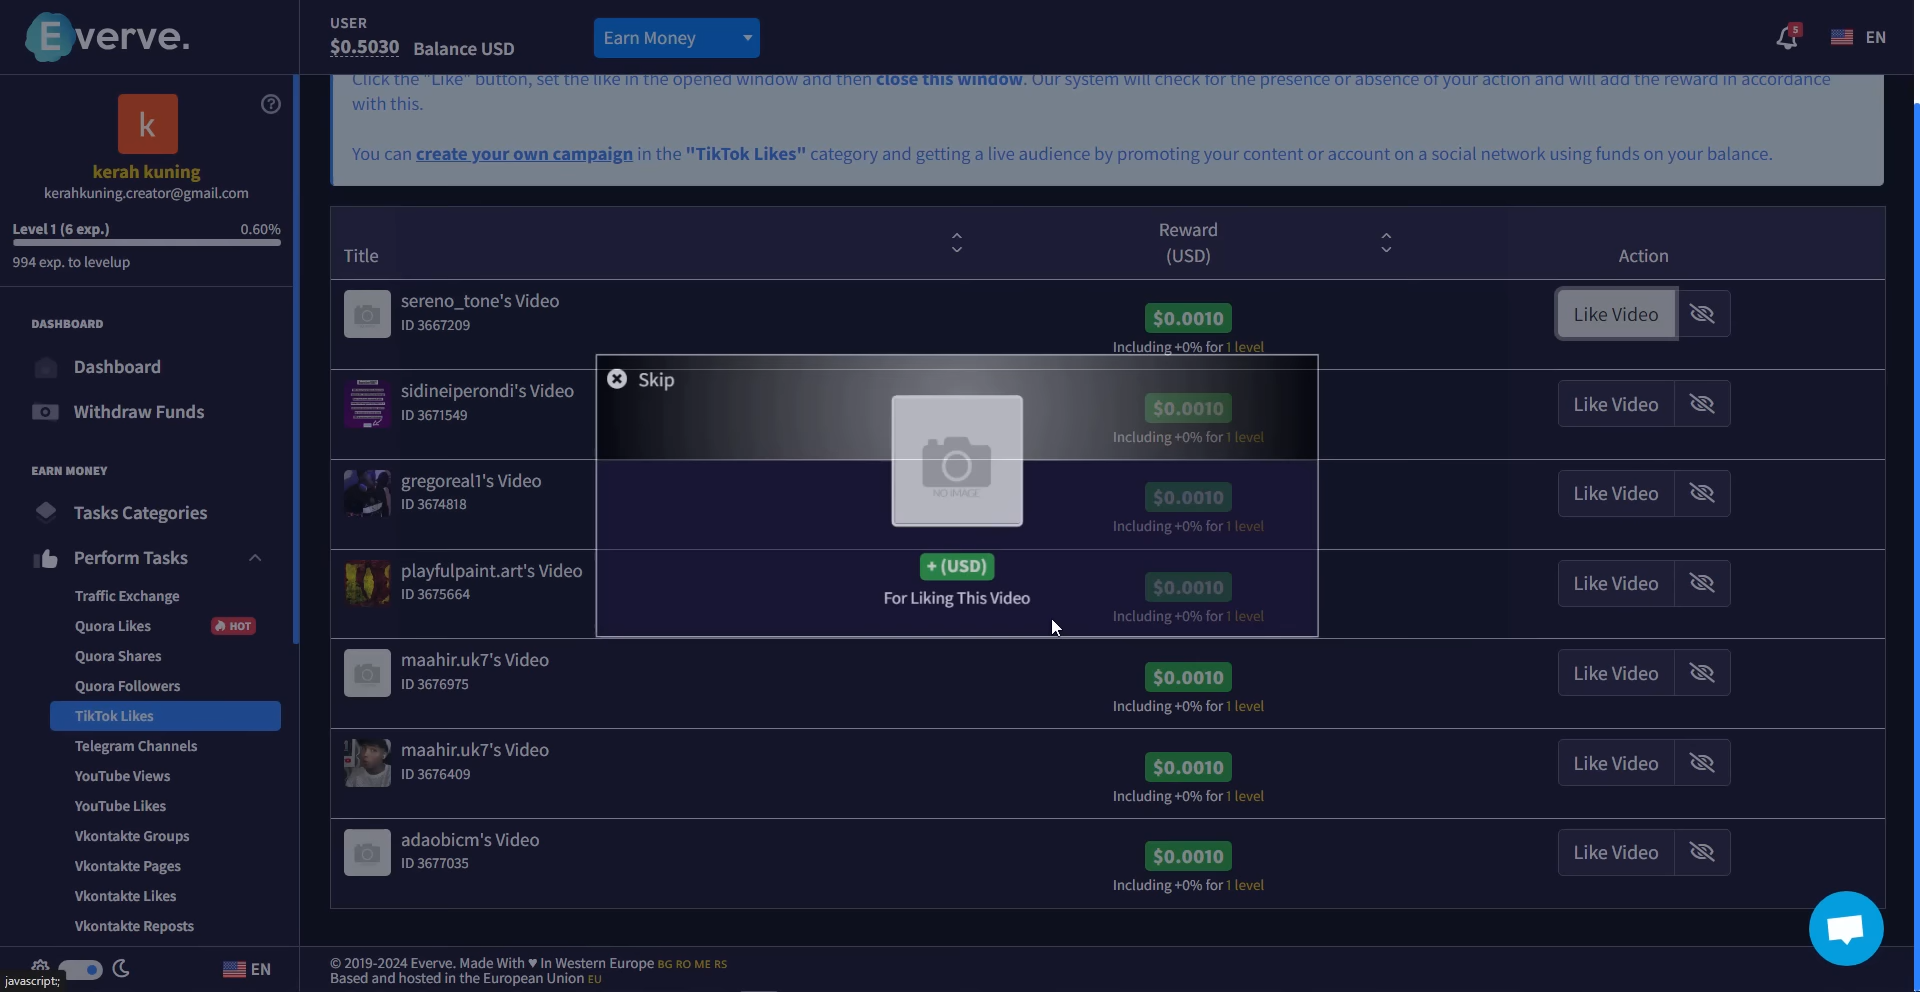 Everve.
USER
$0.5030 Balance USD
Earn Money
5
EN
k
kerah kuning
kerahkuning.creator@gmail.com
Level 1 (6 exp.) 0.60%
994 exp. to levelup
DASHBOARD
Dashboard
Withdraw Funds
EARN MONEY
Tasks Categories
Perform Tasks
Traffic Exchange
Quora Likes HOT
Quora Shares
Quora Followers
TikTok Likes
Telegram Channels
YouTube Views
YouTube Likes
Vkontakte Groups
Vkontakte Pages
Vkontakte Likes
Vkontakte Reposts
EN
javascript:;
Click the "Like" button, set the like in the opened window and then close this window. Our system will check for the presence or absence of your action and will add the reward in accordance
with this.
You can create your own campaign in the "TikTok Likes" category and getting a live audience by promoting your content or account on a social network using funds on your balance.
Title
Reward
(USD)
Action
sereno_tone's Video
ID 3667209
$0.0010
Including +0% for 1 level
Like Video
sidineiperondi's Video
ID 3671549
$0.0010
Including +0% for 1 level
Like Video
gregoreal1's Video
ID 3674818
$0.0010
Including +0% for 1 level
Like Video
playfulpaint.art's Video
ID 3675664
$0.0010
Including +0% for 1 level
Like Video
maahir.uk7's Video
ID 3676975
$0.0010
Including +0% for 1 level
Like Video
maahir.uk7's Video
ID 3676409
$0.0010
Including +0% for 1 level
Like Video
adaobicm's Video
ID 3677035
$0.0010
Including +0% for 1 level
Like Video
Skip
NO IMAGE
+ (USD)
For Liking This Video
© 2019-2024 Everve. Made With ♥ In Western Europe BG RO ME RS
Based and hosted in the European Union EU